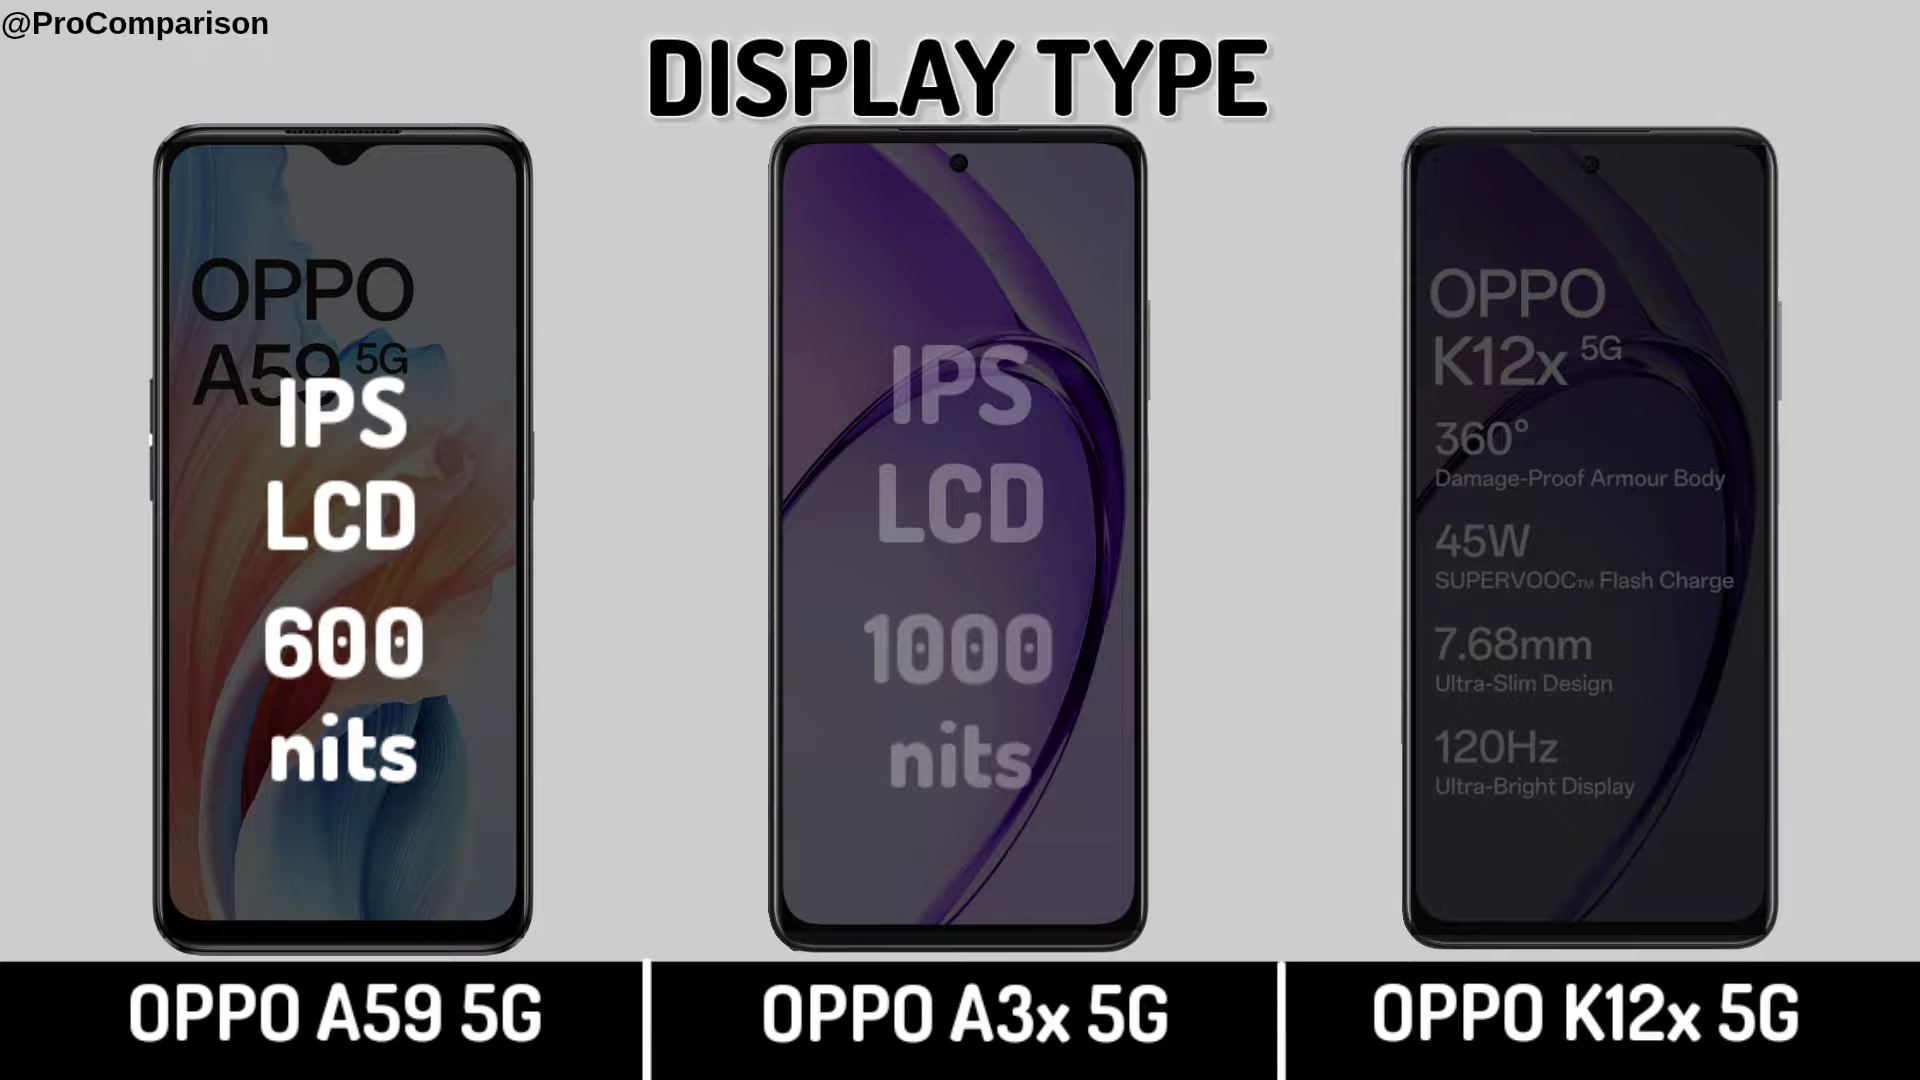 @ProComparison
DISPLAY TYPE
OPPO
A59 5G
IPS
LCD
600
nits
IPS
LCD
1000
nits
OPPO
K12x 5G
360°
Damage-Proof Armour Body
45W
SUPERVOOC™ Flash Charge
7.68mm
Ultra-Slim Design
120Hz
Ultra-Bright Display
OPPO A59 5G
OPPO A3x 5G
OPPO K12x 5G